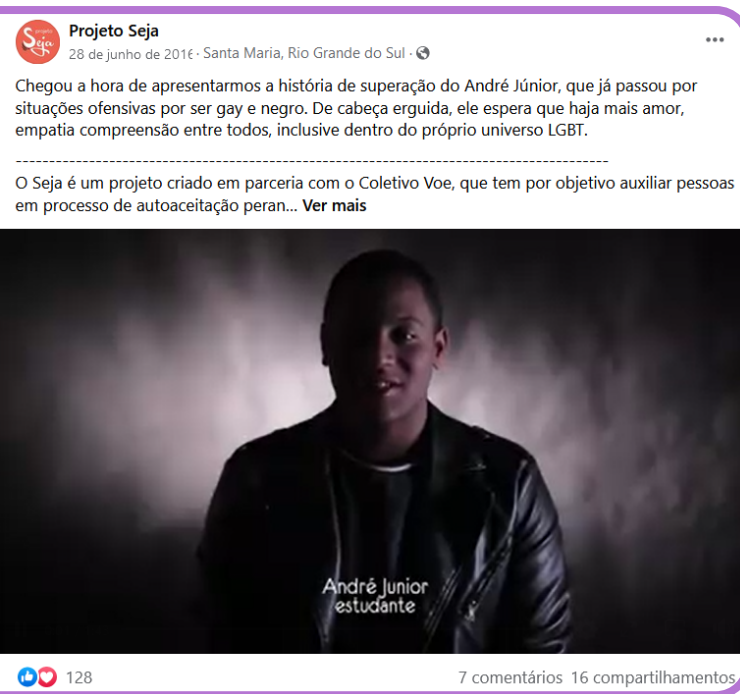 projeto
Seja
Projeto Seja
28 de junho de 2016 · Santa Maria, Rio Grande do Sul ·
Chegou a hora de apresentarmos a história de superação do André Júnior, que já passou por
situações ofensivas por ser gay e negro. De cabeça erguida, ele espera que haja mais amor,
empatia compreensão entre todos, inclusive dentro do próprio universo LGBT.
-----------------------------------------------------------------------------------------
O Seja é um projeto criado em parceria com o Coletivo Voe, que tem por objetivo auxiliar pessoas
em processo de autoaceitação peran... Ver mais
André Junior
estudante
128
7 comentários 16 compartilhamentos